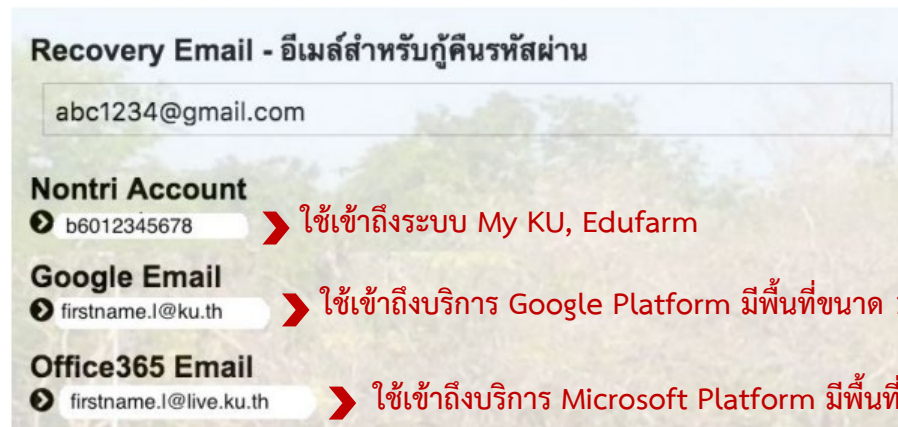 Recovery Email - อีเมล์สำหรับกู้คืนรหัสผ่าน
abc1234@gmail.com
Nontri Account
b6012345678 ใช้เข้าถึงระบบ My KU, Edufarm
Google Email
firstname.l@ku.th ใช้เข้าถึงบริการ Google Platform มีพื้นที่ขนาด
Office365 Email
firstname.l@live.ku.th ใช้เข้าถึงบริการ Microsoft Platform มีพื้นที่